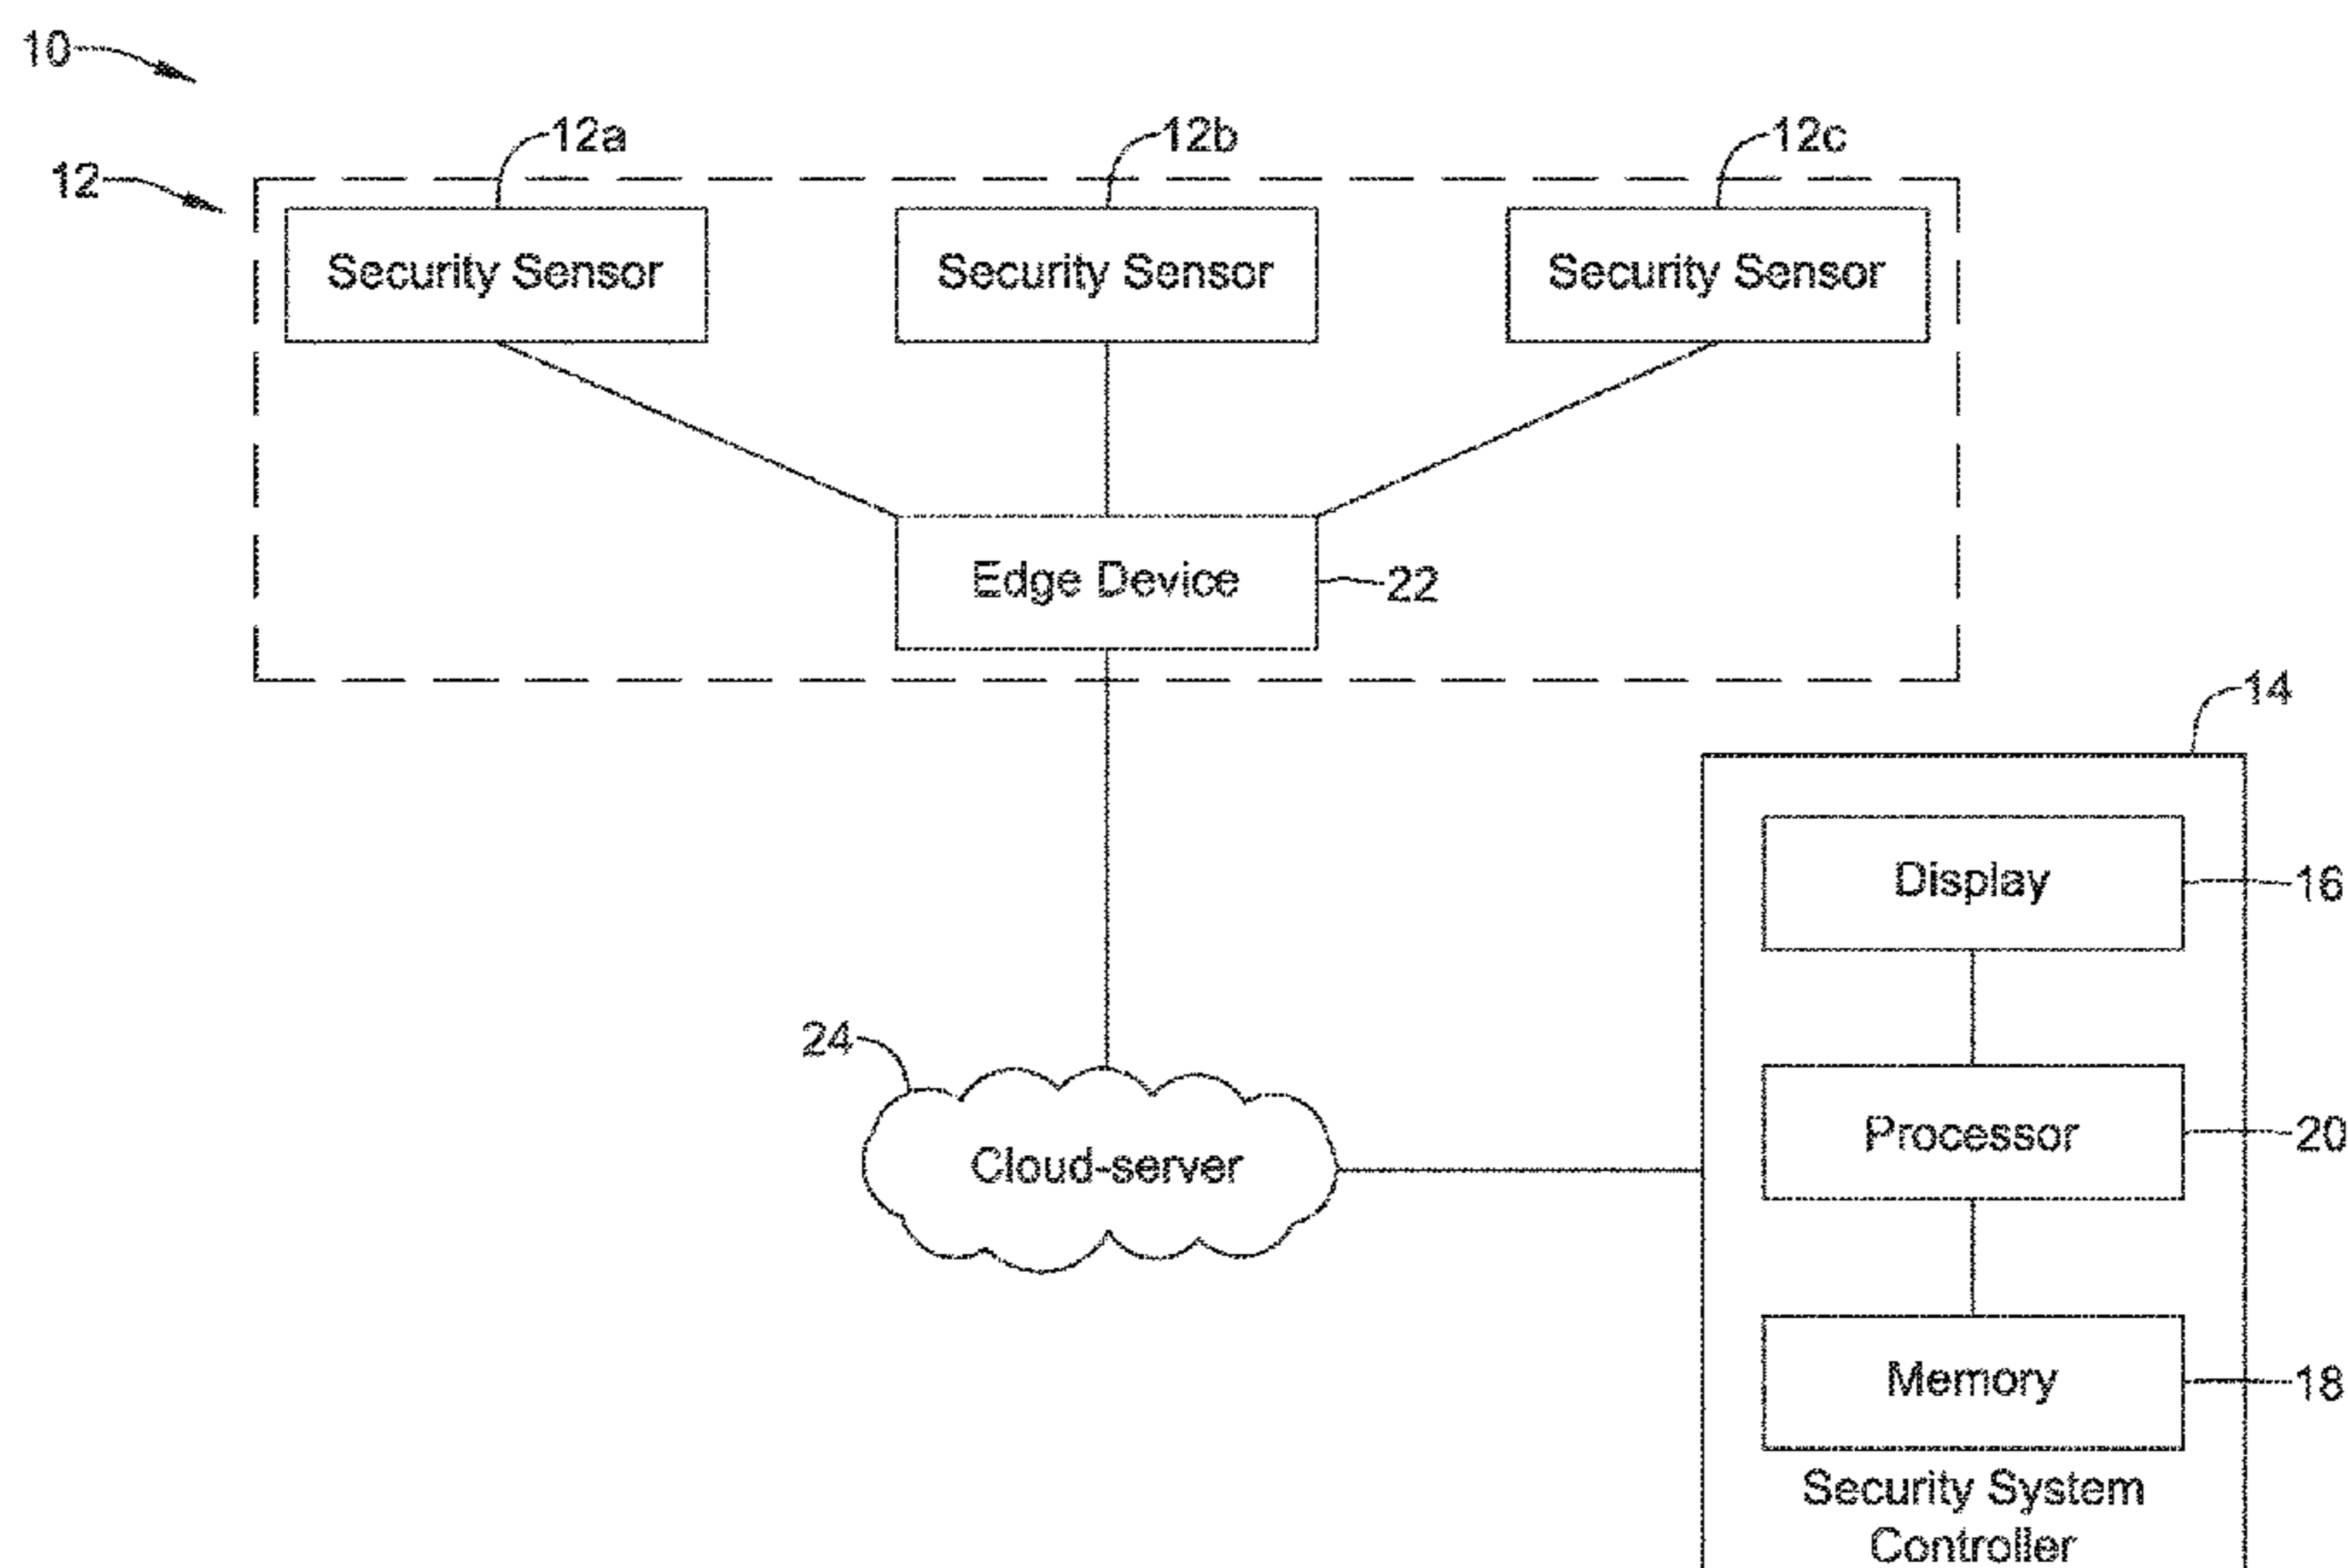 10
12a
12b
12c
12
Security Sensor
Security Sensor
Security Sensor
Edge Device
22
14
Display
16
24
Processor
20
Cloud-server
Memory
18
Security System
Controller